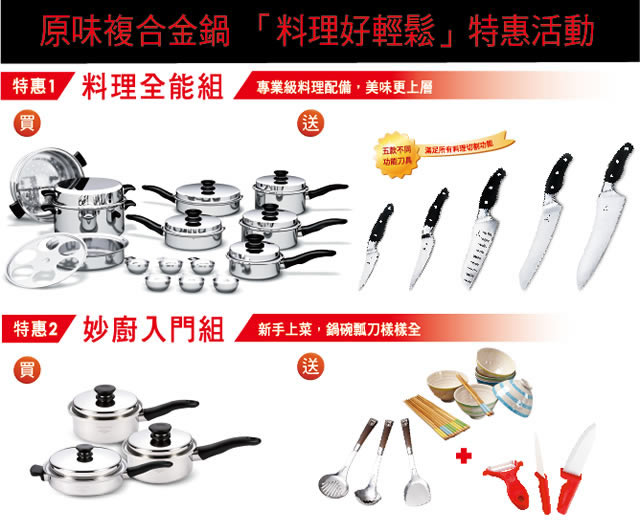 原味複合金鍋 「料理好輕鬆」特惠活動
特惠1 料理全能組 專業級料理配備，美味更上層
買 送
五款不同
功能刀具
滿足所有料理切割功能
特惠2 妙廚入門組 新手上菜，鍋碗瓢刀樣樣全
買 送